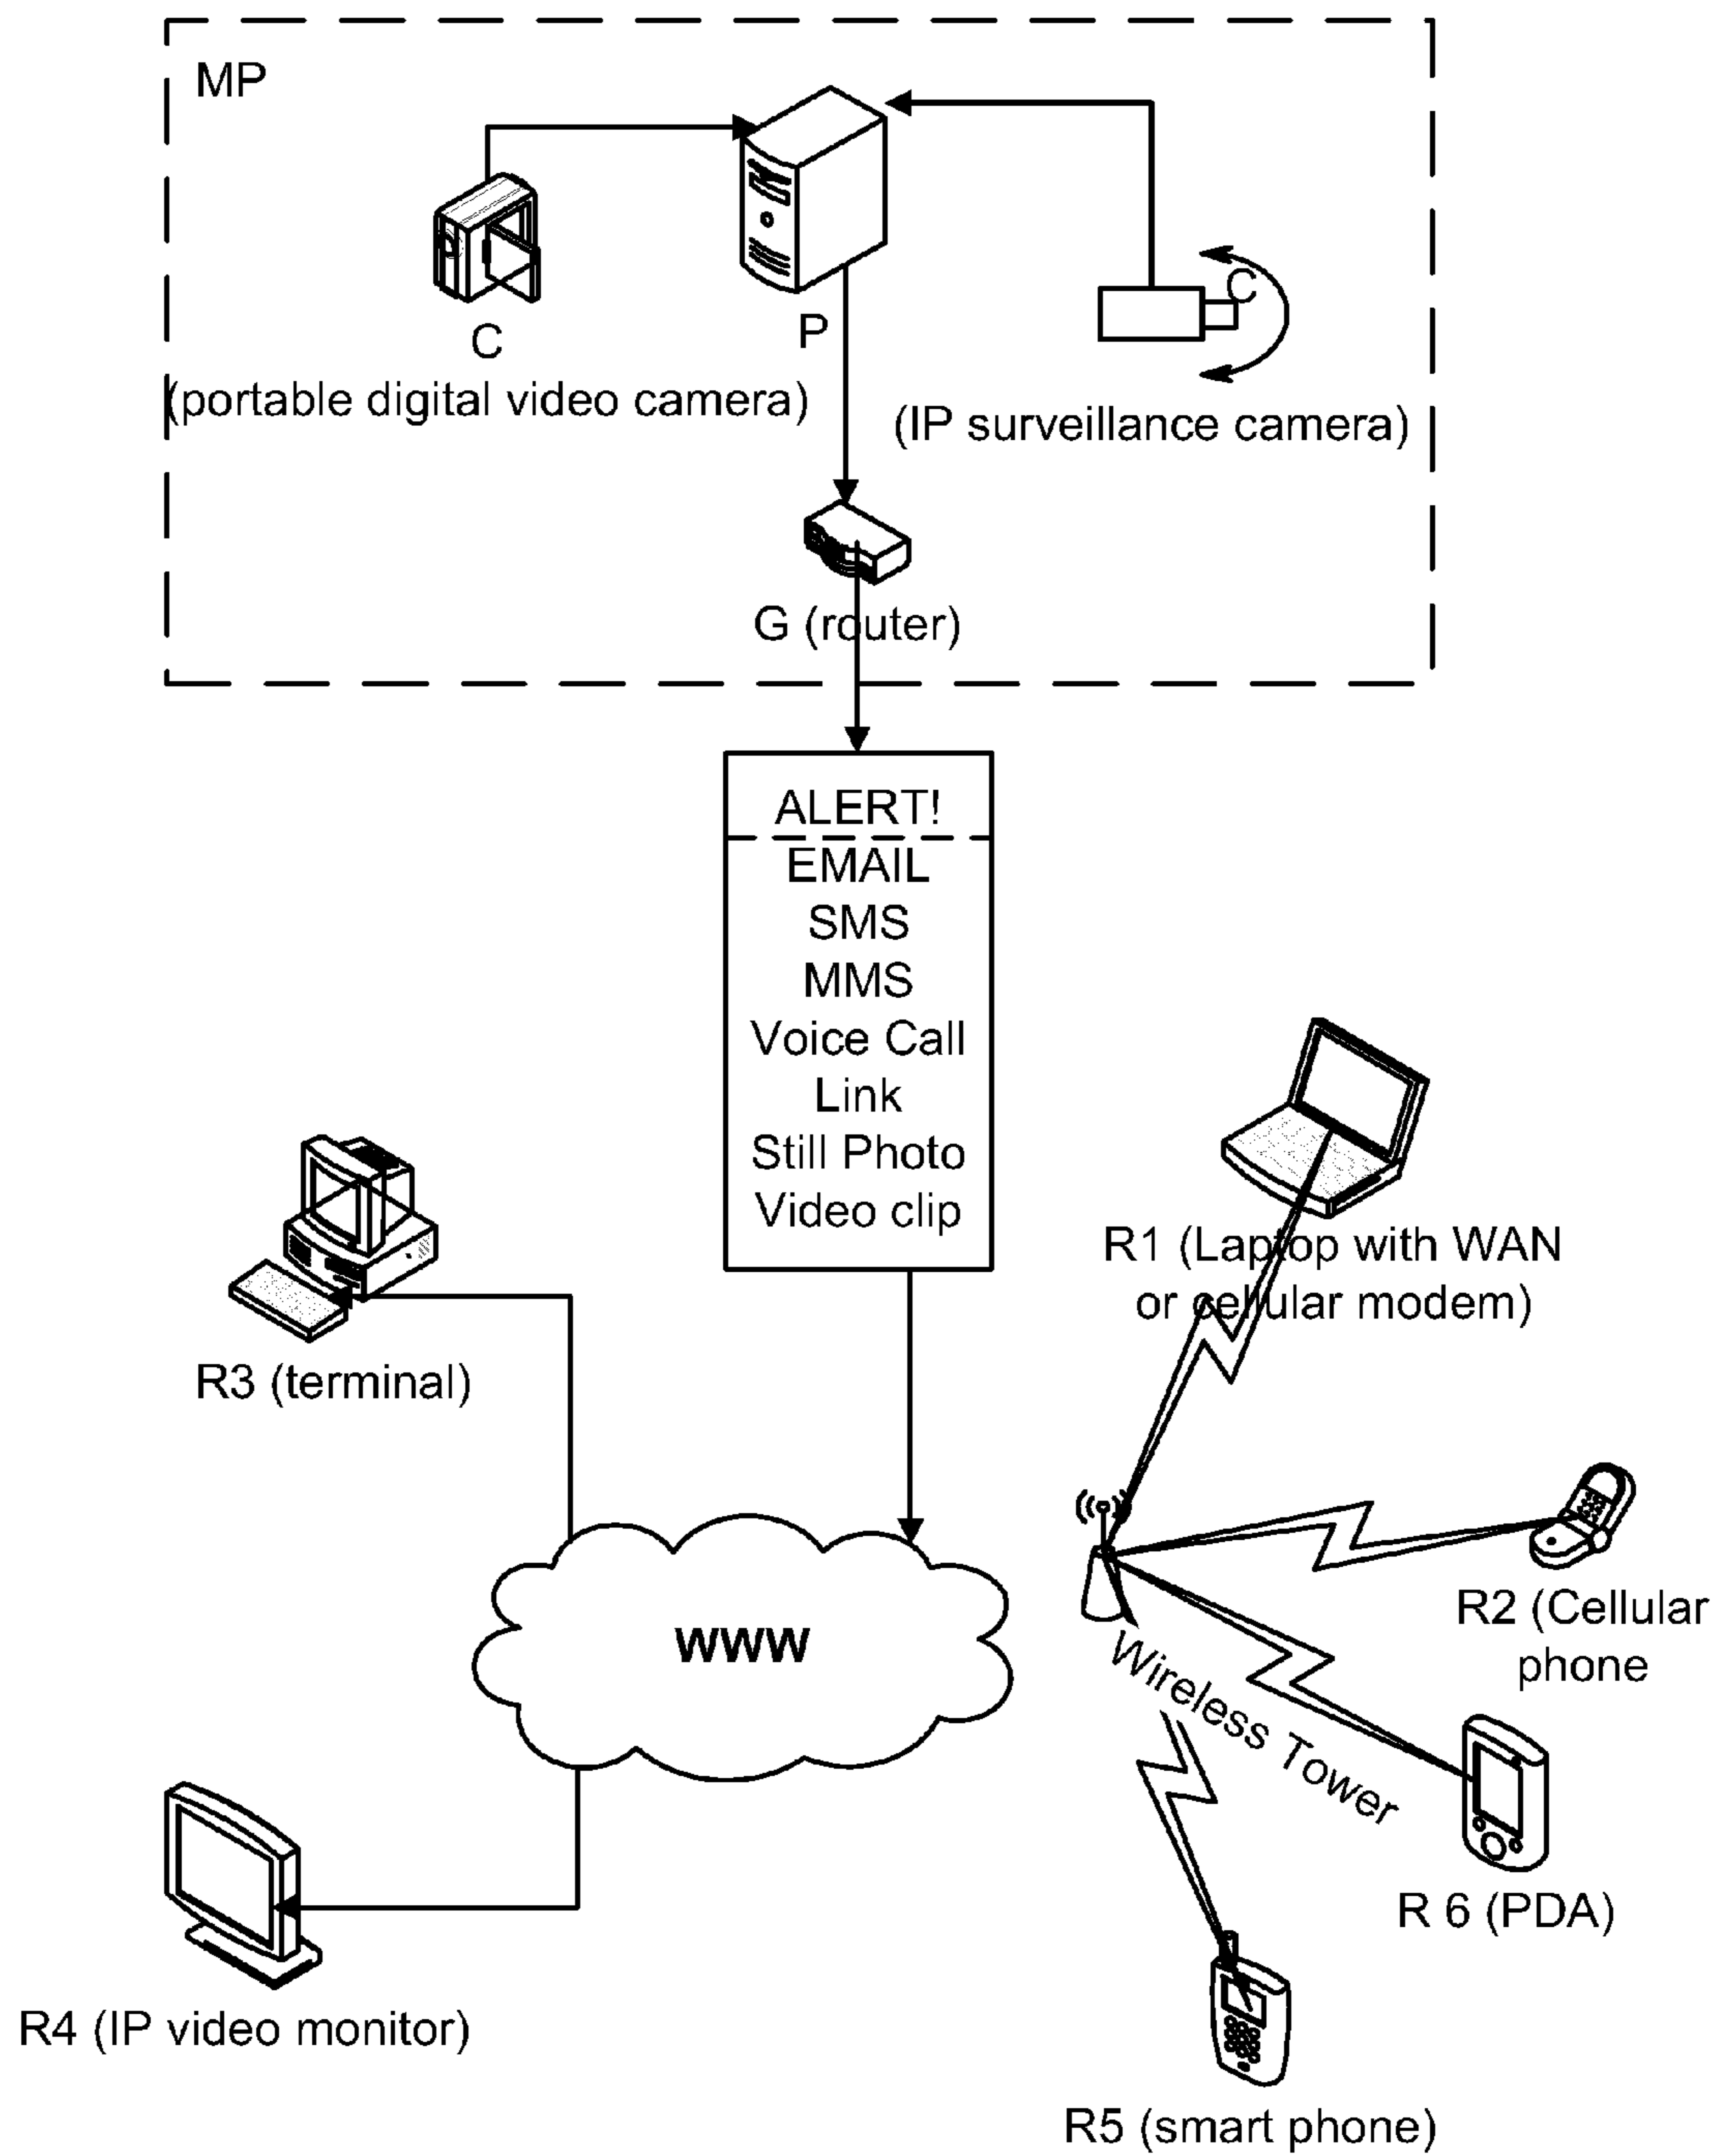 MP
C
P
C
(portable digital video camera)
(IP surveillance camera)
G (router)
ALERT!
EMAIL
SMS
MMS
Voice Call
Link
Still Photo
Video clip
R1 (Laptop with WAN
or cellular modem)
R3 (terminal)
www
R2 (Cellular
phone
Wireless Tower
R 6 (PDA)
R4 (IP video monitor)
R5 (smart phone)